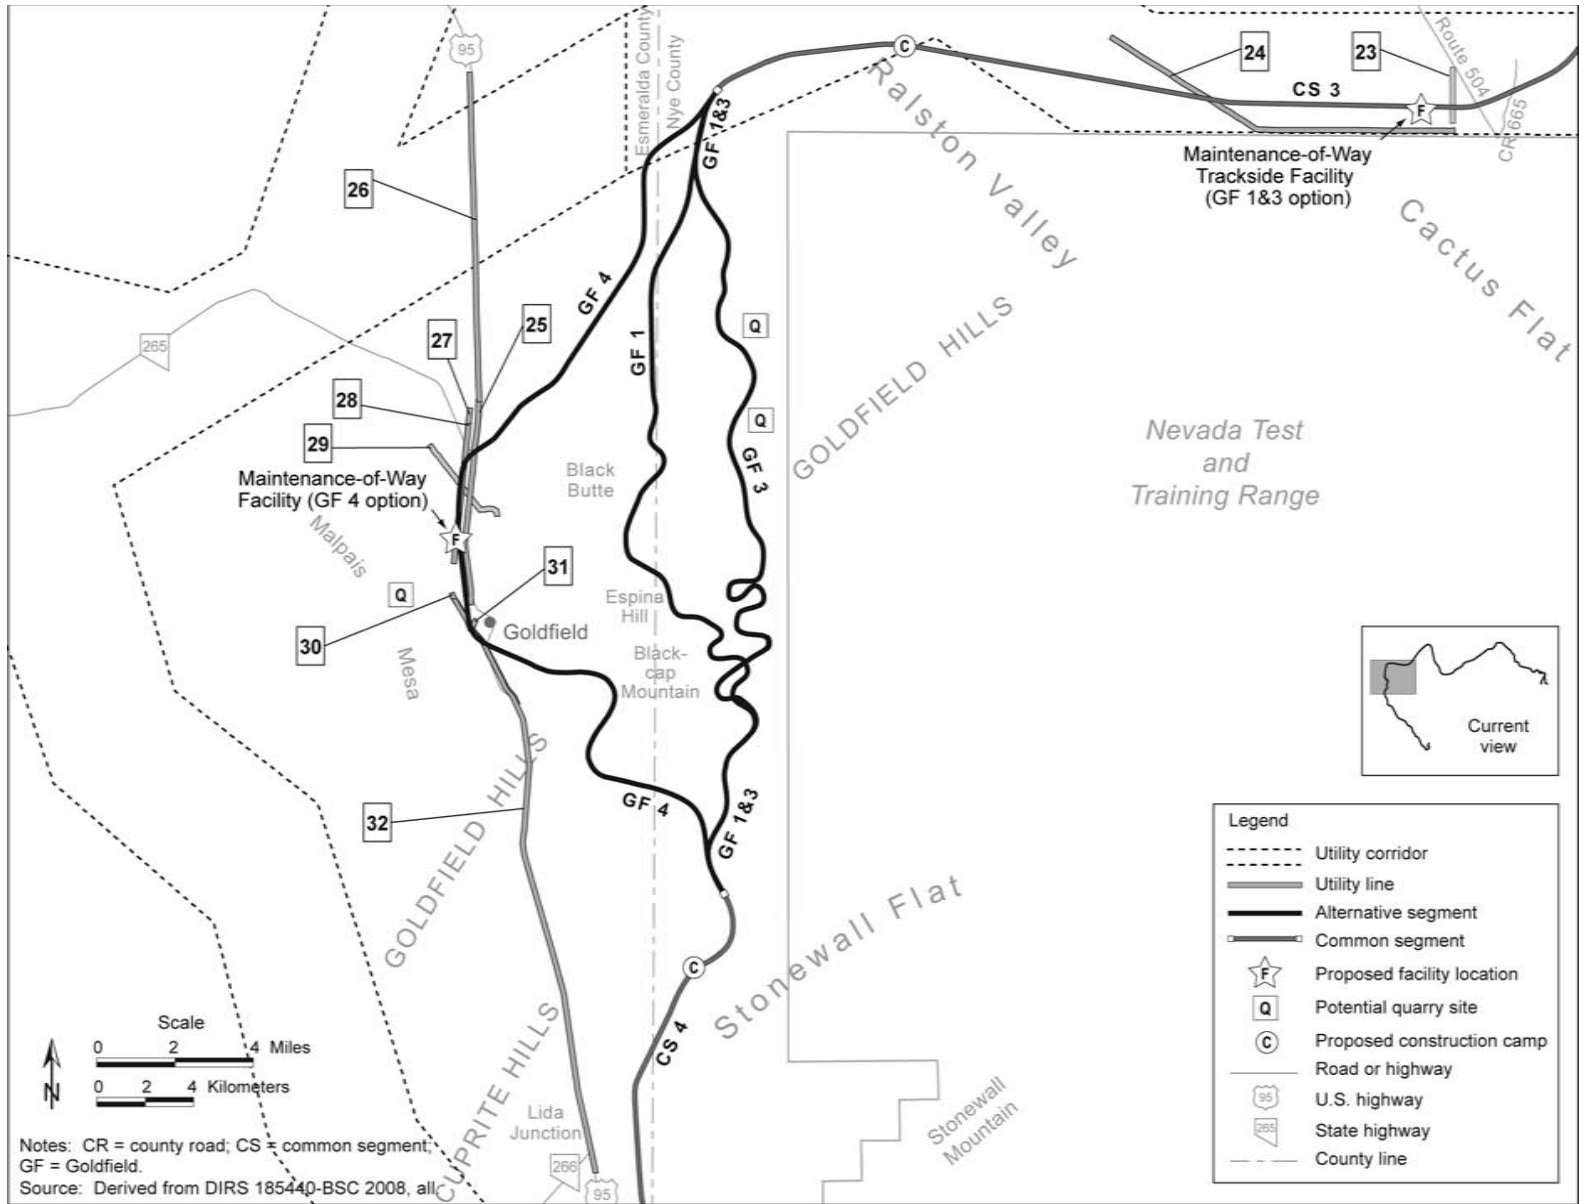 95
Esmeralda County
Nye County
C
24
23
Route 504
CS 3
F
CR 665
Maintenance-of-Way
Trackside Facility
(GF 1&3 option)
Ralston Valley
Cactus Flat
GF 1&3
26
GF 4
265
27
25
28
29
GF 1
Q
Q
GF 3
GOLDFIELD HILLS
Nevada Test
and
Training Range
Maintenance-of-Way
Facility (GF 4 option)
Black
Butte
Malpais
Mesa
F
31
Q
30
Goldfield
Espina
Hill
Black-
cap
Mountain
GOLDFIELD HILLS
32
GF 4
GF 1&3
Stonewall Flat
C
CS 4
CUPRITE HILLS
Lida
Junction
266
95
Stonewall
Mountain
Current
view
Legend
Utility corridor
Utility line
Alternative segment
Common segment
F Proposed facility location
Q Potential quarry site
C Proposed construction camp
Road or highway
95 U.S. highway
265 State highway
County line
Scale
0 2 4 Miles
0 2 4 Kilometers
N
Notes: CR = county road; CS = common segment;
GF = Goldfield.
Source: Derived from DIRS 185440-BSC 2008, all.